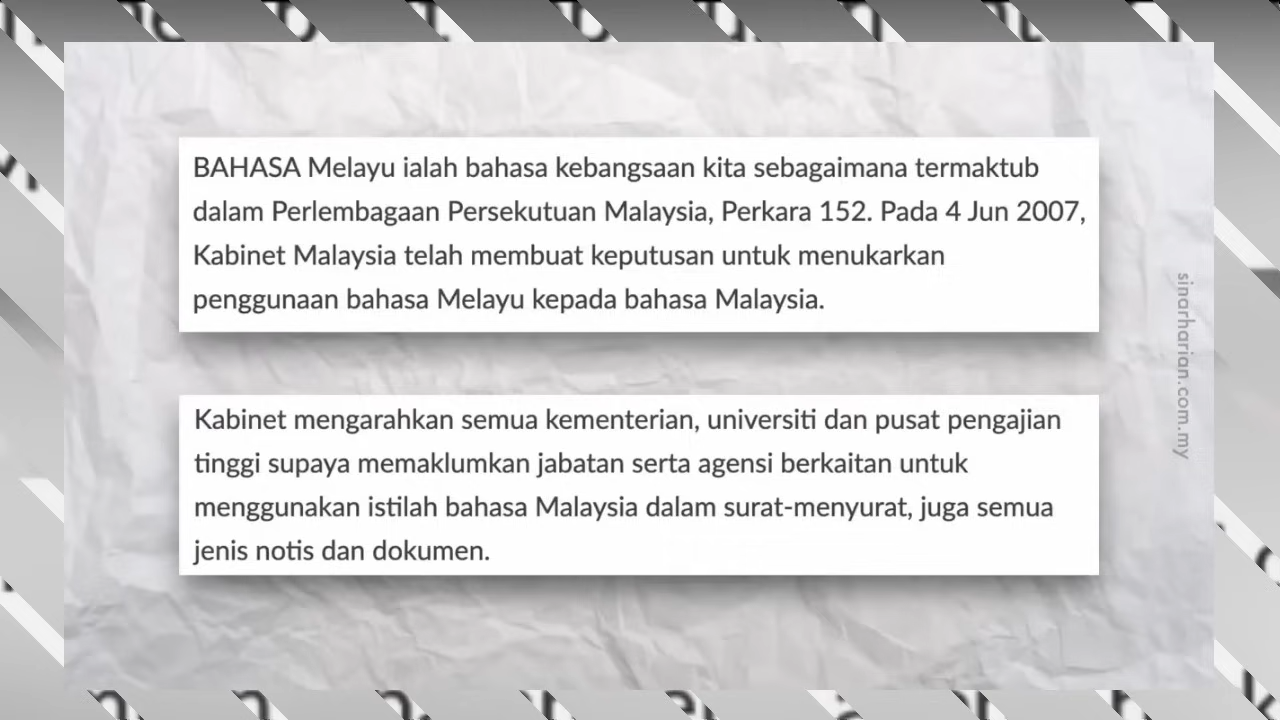 BAHASA Melayu ialah bahasa kebangsaan kita sebagaimana termaktub
dalam Perlembagaan Persekutuan Malaysia, Perkara 152. Pada 4 Jun 2007,
Kabinet Malaysia telah membuat keputusan untuk menukarkan
penggunaan bahasa Melayu kepada bahasa Malaysia.
Kabinet mengarahkan semua kementerian, universiti dan pusat pengajian
tinggi supaya memaklumkan jabatan serta agensi berkaitan untuk
menggunakan istilah bahasa Malaysia dalam surat-menyurat, juga semua
jenis notis dan dokumen.
sinarharian.com.my